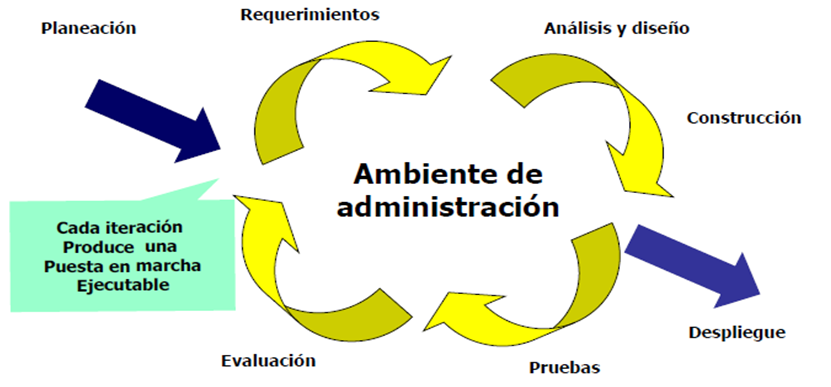 Planeación
Requerimientos
Análisis y diseño
Construcción
Ambiente de
administración
Cada iteración
Produce una
Puesta en marcha
Ejecutable
Despliegue
Pruebas
Evaluación